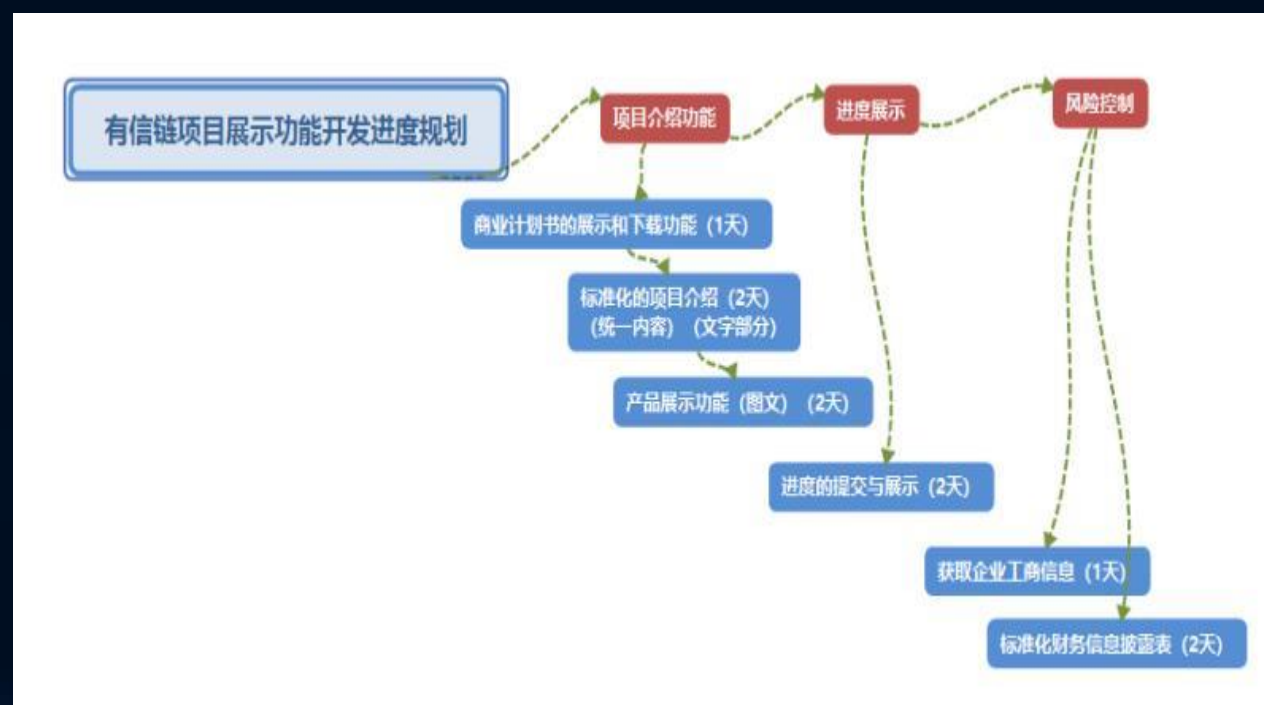 有信链项目展示功能开发进度规划
项目介绍功能
进度展示
风险控制
商业计划书的展示和下载功能（1天）
标准化的项目介绍（2天）
（统一内容）（文字部分）
产品展示功能（图文）（2天）
进度的提交与展示（2天）
获取企业工商信息（1天）
标准化财务信息披露表（2天）